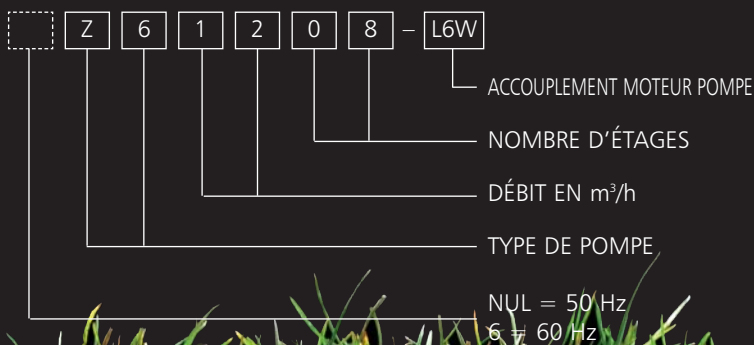 Z 6 1 2 0 8 – L6W
ACCOUPLEMENT MOTEUR POMPE
NOMBRE D’ÉTAGES
DÉBIT EN m³/h
TYPE DE POMPE
NUL = 50 Hz
6 = 60 Hz